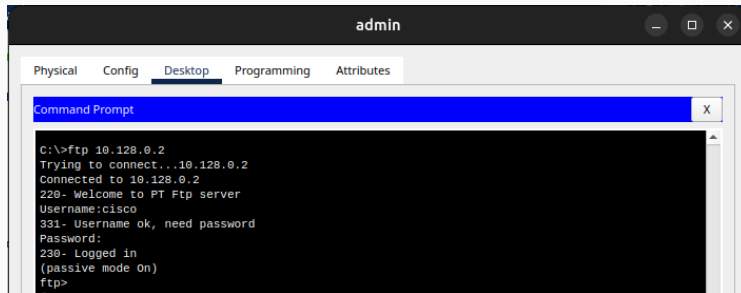 admin
Physical Config Desktop Programming Attributes
Command Prompt X
C:\>ftp 10.128.0.2
Trying to connect...10.128.0.2
Connected to 10.128.0.2
220- Welcome to PT Ftp server
Username:cisco
331- Username ok, need password
Password:
230- Logged in
(passive mode On)
ftp>